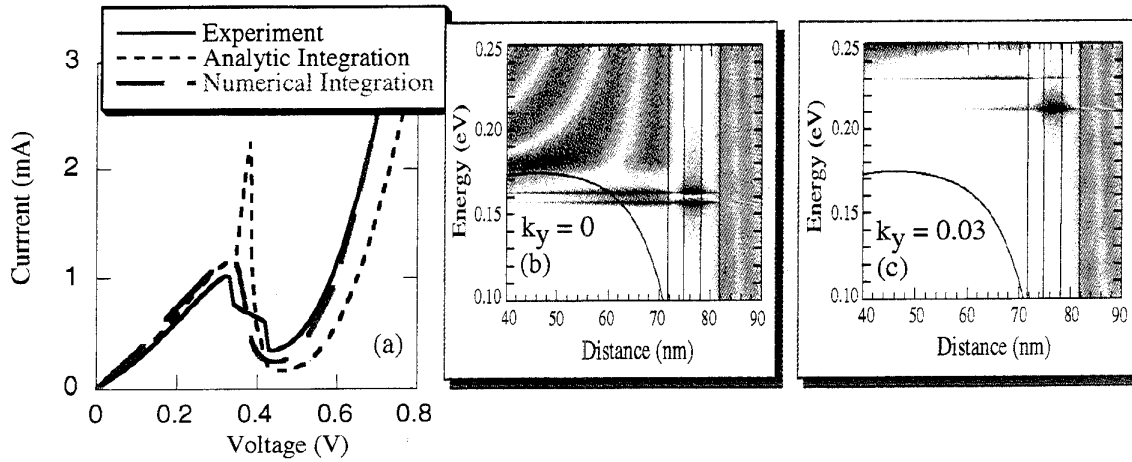 Experiment
Analytic Integration
Numerical Integration
3
2
1
0
Currrent (mA)
(a)
0 0.2 0.4 0.6 0.8
Voltage (V)
0.25
0.20
0.15
0.10
Energy (eV)
k_y = 0
(b)
40 50 60 70 80 90
Distance (nm)
0.25
0.20
0.15
0.10
Energy (eV)
k_y = 0.03
(c)
40 50 60 70 80 90
Distance (nm)